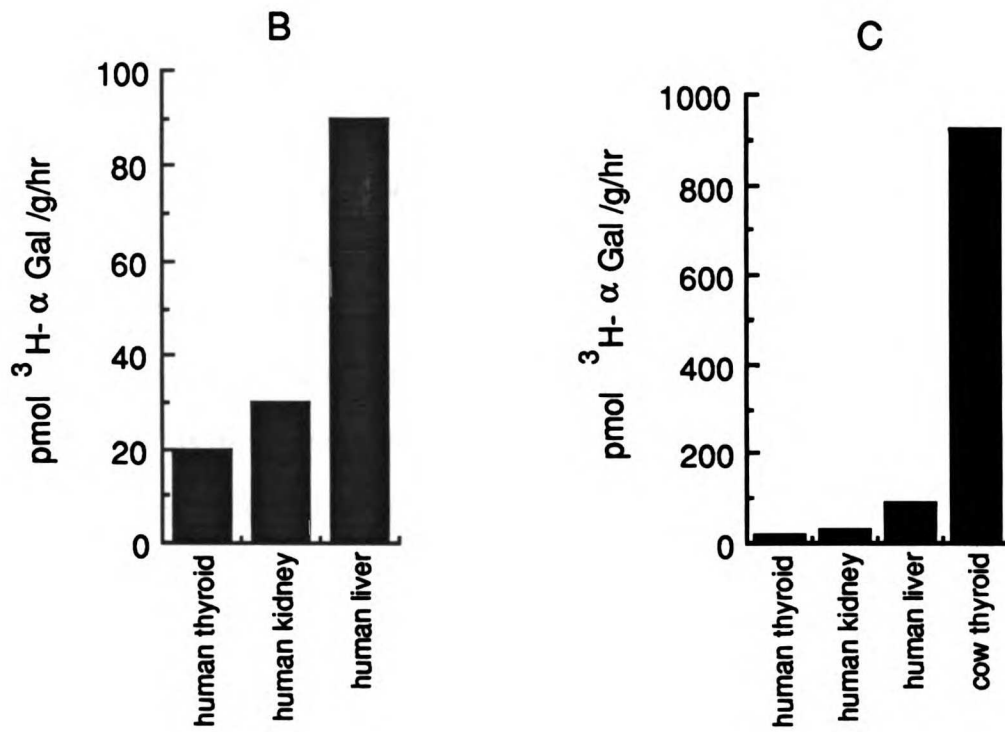 B
100
80
60
40
20
0
pmol ³H- α Gal /g/hr
human thyroid
human kidney
human liver
C
1000
800
600
400
200
0
pmol ³H- α Gal /g/hr
human thyroid
human kidney
human liver
cow thyroid